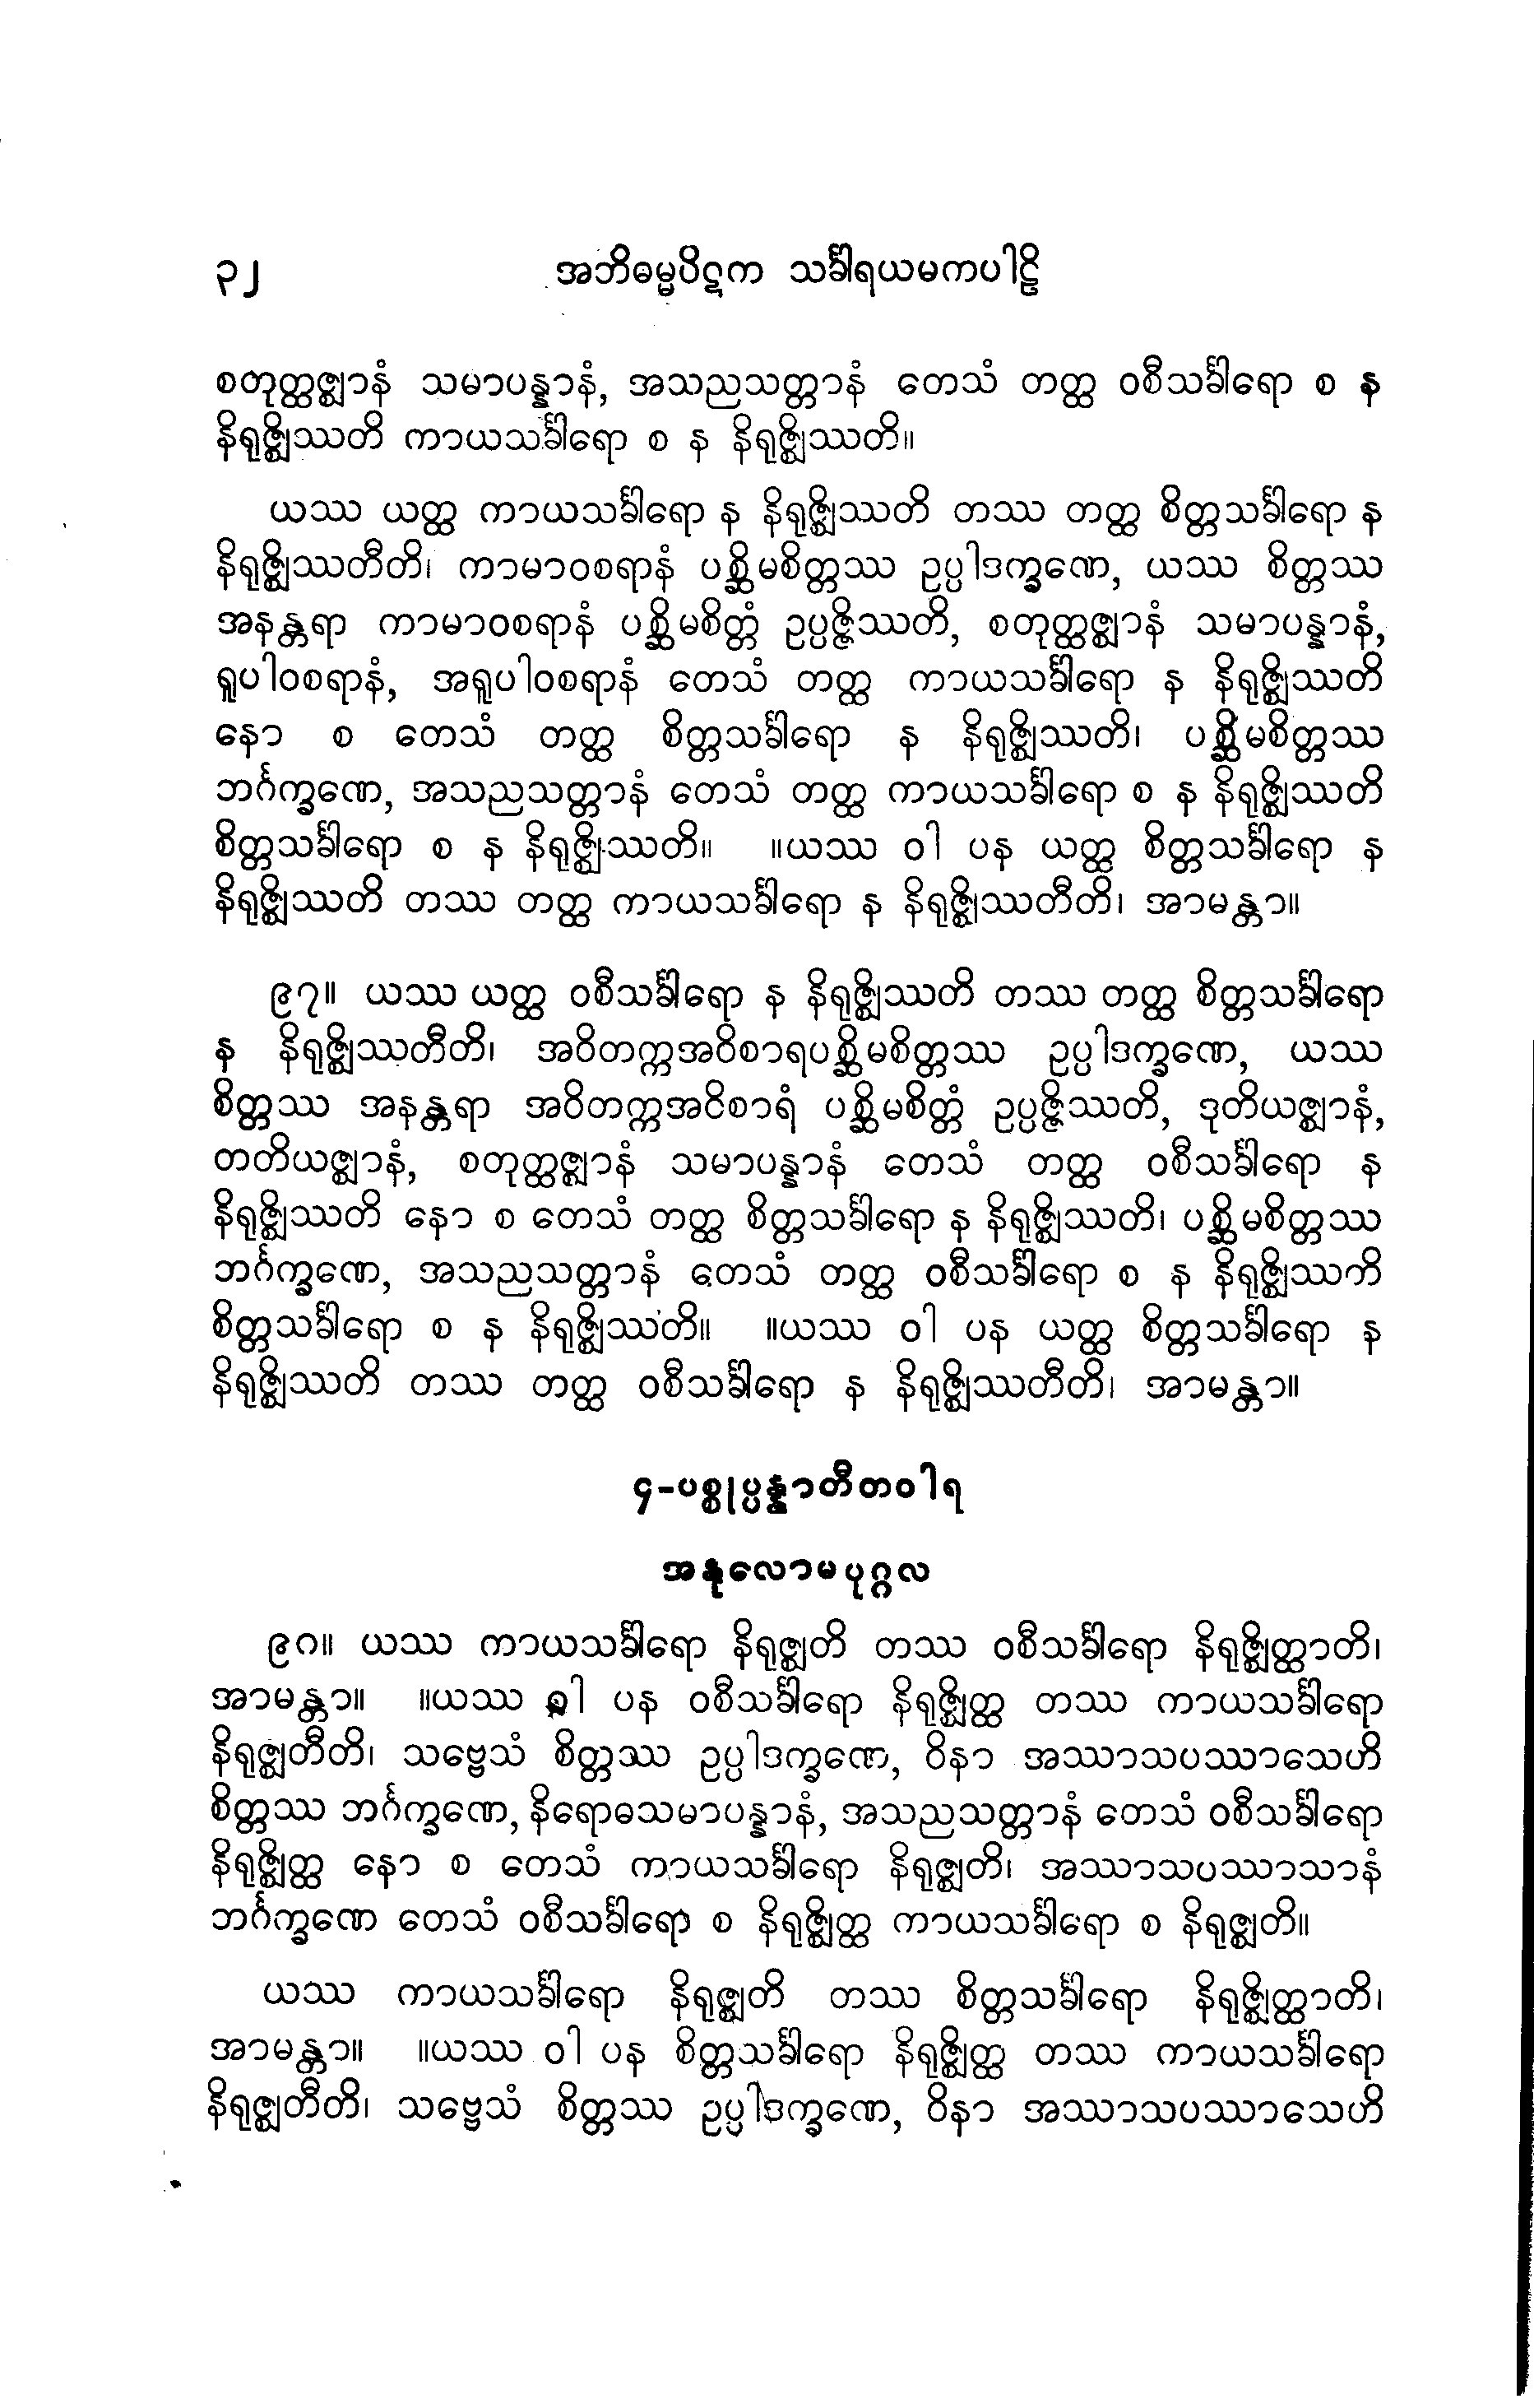 ၃၂ အဘိဓမ္မပိဋက သင်္ခါရယမကပါဠိ
စတုတ္ထဇ္ဈာနံ သမာပန္နာနံ, အသညသတ္တာနံ တေသံ တတ္ထ ဝစီသင်္ခါရော စ န
နိရုဇ္ဈိဿတိ ကာယသင်္ခါရော စ န နိရုဇ္ဈိဿတိ။
ယဿ ယတ္ထ ကာယသင်္ခါရော န နိရုဇ္ဈိဿတိ တဿ တတ္ထ စိတ္တသင်္ခါရော န
နိရုဇ္ဈိဿတီတိ၊ ကာမာဝစရာနံ ပစ္ဆိမစိတ္တဿ ဥပ္ပါဒက္ခဏေ, ယဿ စိတ္တဿ
အနန္တရာ ကာမာဝစရာနံ ပစ္ဆိမစိတ္တံ ဥပ္ပဇ္ဇိဿတိ, စတုတ္ထဇ္ဈာနံ သမာပန္နာနံ,
ရူပါဝစရာနံ, အရူပါဝစရာနံ တေသံ တတ္ထ ကာယသင်္ခါရော န နိရုဇ္ဈိဿတိ
နော စ တေသံ တတ္ထ စိတ္တသင်္ခါရော န နိရုဇ္ဈိဿတိ၊ ပစ္ဆိမစိတ္တဿ
ဘင်္ဂက္ခဏေ, အသညသတ္တာနံ တေသံ တတ္ထ ကာယသင်္ခါရော စ န နိရုဇ္ဈိဿတိ
စိတ္တသင်္ခါရော စ န နိရုဇ္ဈိဿတိ။ ။ယဿ ဝါ ပန ယတ္ထ စိတ္တသင်္ခါရော န
နိရုဇ္ဈိဿတိ တဿ တတ္ထ ကာယသင်္ခါရော န နိရုဇ္ဈိဿတီတိ၊ အာမန္တာ။
၉၇။ ယဿ ယတ္ထ ဝစီသင်္ခါရော န နိရုဇ္ဈိဿတိ တဿ တတ္ထ စိတ္တသင်္ခါရော
န နိရုဇ္ဈိဿတီတိ၊ အဝိတက္ကအဝိစာရပစ္ဆိမစိတ္တဿ ဥပ္ပါဒက္ခဏေ, ယဿ
စိတ္တဿ အနန္တရာ အဝိတက္ကအဝိစာရံ ပစ္ဆိမစိတ္တံ ဥပ္ပဇ္ဇိဿတိ, ဒုတိယဇ္ဈာနံ,
တတိယဇ္ဈာနံ, စတုတ္ထဇ္ဈာနံ သမာပန္နာနံ တေသံ တတ္ထ ဝစီသင်္ခါရော န
နိရုဇ္ဈိဿတိ နော စ တေသံ တတ္ထ စိတ္တသင်္ခါရော န နိရုဇ္ဈိဿတိ၊ ပစ္ဆိမစိတ္တဿ
ဘင်္ဂက္ခဏေ, အသညသတ္တာနံ တေသံ တတ္ထ ဝစီသင်္ခါရော စ န နိရုဇ္ဈိဿတိ
စိတ္တသင်္ခါရော စ န နိရုဇ္ဈိဿတိ။ ။ယဿ ဝါ ပန ယတ္ထ စိတ္တသင်္ခါရော န
နိရုဇ္ဈိဿတိ တဿ တတ္ထ ဝစီသင်္ခါရော န နိရုဇ္ဈိဿတီတိ၊ အာမန္တာ။
၄-ပစ္စုပ္ပန္နာတီတဝါရ
အနုလောမပုဂ္ဂလ
၉၈။ ယဿ ကာယသင်္ခါရော နိရုဇ္ဈတိ တဿ ဝစီသင်္ခါရော နိရုဇ္ဈိတ္ထာတိ၊
အာမန္တာ။ ။ယဿ ဝါ ပန ဝစီသင်္ခါရော နိရုဇ္ဈိတ္ထ တဿ ကာယသင်္ခါရော
နိရုဇ္ဈတီတိ၊ သဗ္ဗေသံ စိတ္တဿ ဥပ္ပါဒက္ခဏေ, ဝိနာ အဿာသပဿာသေဟိ
စိတ္တဿ ဘင်္ဂက္ခဏေ, နိရောဓသမာပန္နာနံ, အသညသတ္တာနံ တေသံ ဝစီသင်္ခါရော
နိရုဇ္ဈိတ္ထ နော စ တေသံ ကာယသင်္ခါရော နိရုဇ္ဈတိ၊ အဿာသပဿာသာနံ
ဘင်္ဂက္ခဏေ တေသံ ဝစီသင်္ခါရော စ နိရုဇ္ဈိတ္ထ ကာယသင်္ခါရော စ နိရုဇ္ဈတိ။
ယဿ ကာယသင်္ခါရော နိရုဇ္ဈတိ တဿ စိတ္တသင်္ခါရော နိရုဇ္ဈိတ္ထာတိ၊
အာမန္တာ။ ။ယဿ ဝါ ပန စိတ္တသင်္ခါရော နိရုဇ္ဈိတ္ထ တဿ ကာယသင်္ခါရော
နိရုဇ္ဈတီတိ၊ သဗ္ဗေသံ စိတ္တဿ ဥပ္ပါဒက္ခဏေ, ဝိနာ အဿာသပဿာသေဟိ